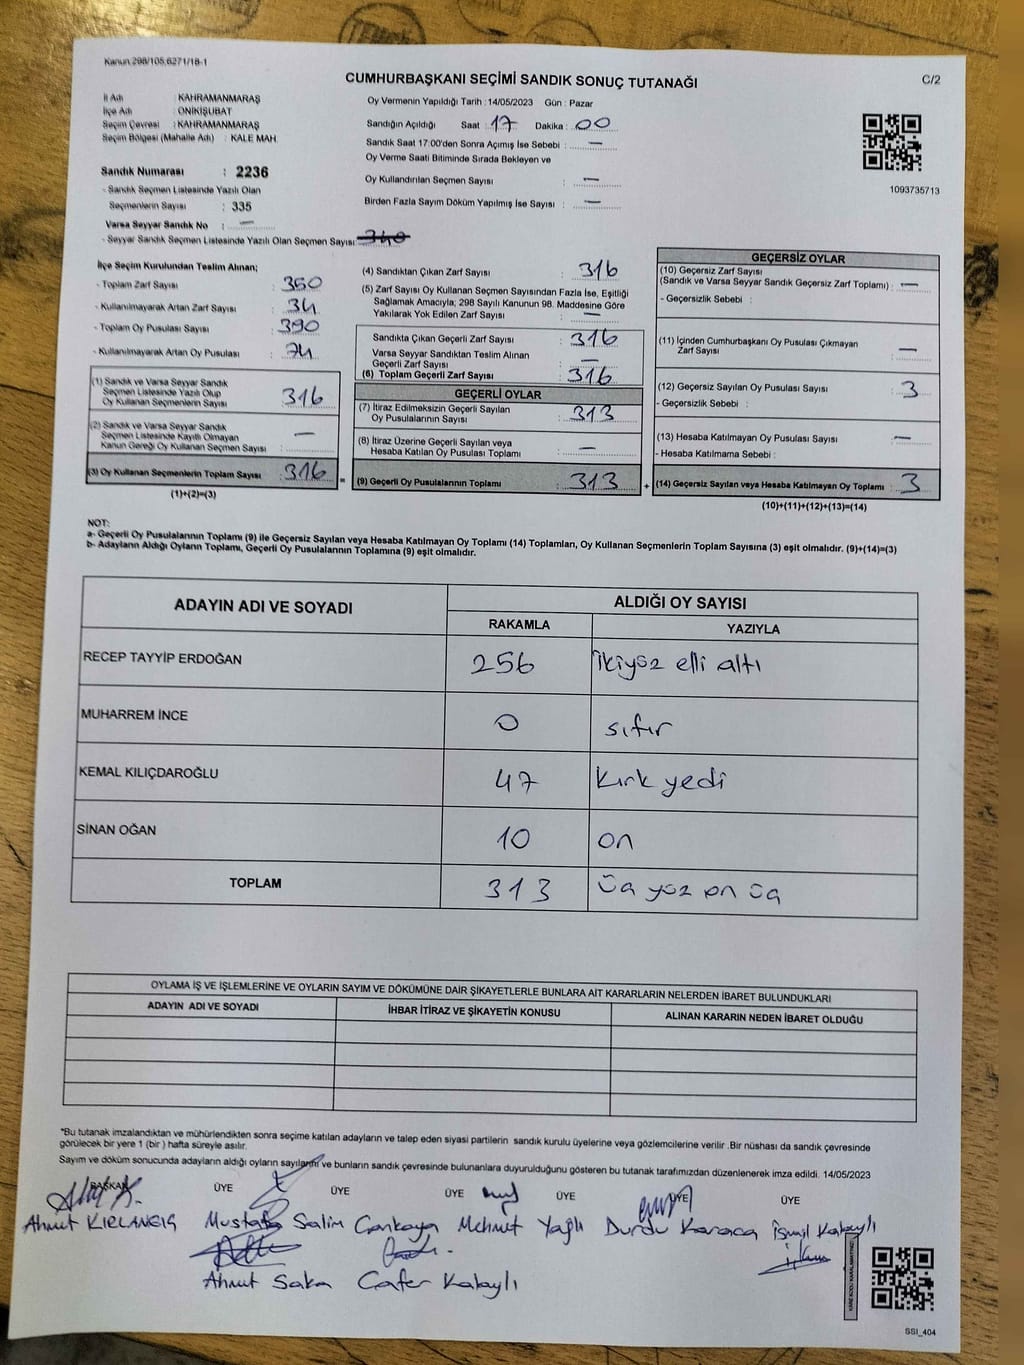 Kanun:298/105;6271/18-1
CUMHURBAŞKANI SEÇİMİ SANDIK SONUÇ TUTANAĞI
C/2
İl Adı : KAHRAMANMARAŞ
İlçe Adı : ONİKİŞUBAT
Seçim Çevresi : KAHRAMANMARAŞ
Seçim Bölgesi (Mahalle Adı) : KALE MAH.
Oy Vermenin Yapıldığı Tarih : 14/05/2023 Gün : Pazar
Sandığın Açıldığı Saat : 17 Dakika : 00
Sandık Saat 17:00'den Sonra Açımış İse Sebebi : —
Oy Verme Saati Bitiminde Sırada Bekleyen ve
Oy Kullandırılan Seçmen Sayısı : —
Birden Fazla Sayım Döküm Yapılmış İse Sayısı : —
1093735713
Sandık Numarası : 2236
- Sandık Seçmen Listesinde Yazılı Olan
Seçmenlerin Sayısı : 335
Varsa Seyyar Sandık No : —
- Seyyar Sandık Seçmen Listesinde Yazılı Olan Seçmen Sayısı: 340
İlçe Seçim Kurulundan Teslim Alınan;
- Toplam Zarf Sayısı : 350
- Kullanılmayarak Artan Zarf Sayısı : 34
- Toplam Oy Pusulası Sayısı : 390
- Kullanılmayarak Artan Oy Pusulası : 74
(1) Sandık ve Varsa Seyyar Sandık
Seçmen Listesinde Yazılı Olup
Oy Kullanan Seçmenlerin Sayısı : 316
(2) Sandık ve Varsa Seyyar Sandık
Seçmen Listesinde Kayıtlı Olmayan
Kanun Gereği Oy Kullanan Seçmen Sayısı : —
(3) Oy Kullanan Seçmenlerin Toplam Sayısı : 316
(1)+(2)=(3)
(4) Sandıktan Çıkan Zarf Sayısı : 316
(5) Zarf Sayısı Oy Kullanan Seçmen Sayısından Fazla İse, Eşitliği
Sağlamak Amacıyla; 298 Sayılı Kanunun 98. Maddesine Göre
Yakılarak Yok Edilen Zarf Sayısı : —
Sandıkta Çıkan Geçerli Zarf Sayısı : 316
Varsa Seyyar Sandıktan Teslim Alınan
Geçerli Zarf Sayısı : —
(6) Toplam Geçerli Zarf Sayısı : 316
GEÇERLİ OYLAR
(7) İtiraz Edilmeksizin Geçerli Sayılan
Oy Pusulalarının Sayısı : 313
(8) İtiraz Üzerine Geçerli Sayılan veya
Hesaba Katılan Oy Pusulası Toplamı : —
= (9) Geçerli Oy Pusulalarının Toplamı : 313
GEÇERSİZ OYLAR
(10) Geçersiz Zarf Sayısı
(Sandık ve Varsa Seyyar Sandık Geçersiz Zarf Toplamı) : —
- Geçersizlik Sebebi :
(11) İçinden Cumhurbaşkanı Oy Pusulası Çıkmayan
Zarf Sayısı : —
(12) Geçersiz Sayılan Oy Pusulası Sayısı : 3
- Geçersizlik Sebebi :
(13) Hesaba Katılmayan Oy Pusulası Sayısı : —
- Hesaba Katılmama Sebebi :
+ (14) Geçersiz Sayılan veya Hesaba Katılmayan Oy Toplamı : 3
(10)+(11)+(12)+(13)=(14)
NOT:
a- Geçerli Oy Pusulalarının Toplamı (9) ile Geçersiz Sayılan veya Hesaba Katılmayan Oy Toplamı (14) Toplamları, Oy Kullanan Seçmenlerin Toplam Sayısına (3) eşit olmalıdır. (9)+(14)=(3)
b- Adayların Aldığı Oyların Toplamı, Geçerli Oy Pusulalarının Toplamına (9) eşit olmalıdır.
ADAYIN ADI VE SOYADI ALDIĞI OY SAYISI
RAKAMLA YAZIYLA
RECEP TAYYİP ERDOĞAN 256 ikiyüz elli altı
MUHARREM İNCE 0 sıfır
KEMAL KILIÇDAROĞLU 47 kırk yedi
SİNAN OĞAN 10 on
TOPLAM 313 üç yüz on üç
OYLAMA İŞ VE İŞLEMLERİNE VE OYLARIN SAYIM VE DÖKÜMÜNE DAİR ŞİKAYETLERLE BUNLARA AİT KARARLARIN NELERDEN İBARET BULUNDUKLARI
ADAYIN ADI VE SOYADI İHBAR İTİRAZ VE ŞİKAYETİN KONUSU ALINAN KARARIN NEDEN İBARET OLDUĞU
*Bu tutanak imzalandıktan ve mühürlendikten sonra seçime katılan adayların ve talep eden siyasi partilerin sandık kurulu üyelerine veya gözlemcilerine verilir .Bir nüshası da sandık çevresinde
görülecek bir yere 1 (bir ) hafta süreyle asılır.
Sayım ve döküm sonucunda adayların aldığı oyların sayılarını ve bunların sandık çevresinde bulunanlara duyurulduğunu gösteren bu tutanak tarafımızdan düzenlenerek imza edildi. 14/05/2023
BAŞKAN ÜYE ÜYE ÜYE ÜYE ÜYE ÜYE
Ahmet KIRLANGIÇ Mustafa Salim Cankaya Mehmet Yağlı Durdu Karaca İsmail Kalaylı
Ahmet Saka Cafer Kalaylı
SSİ_404